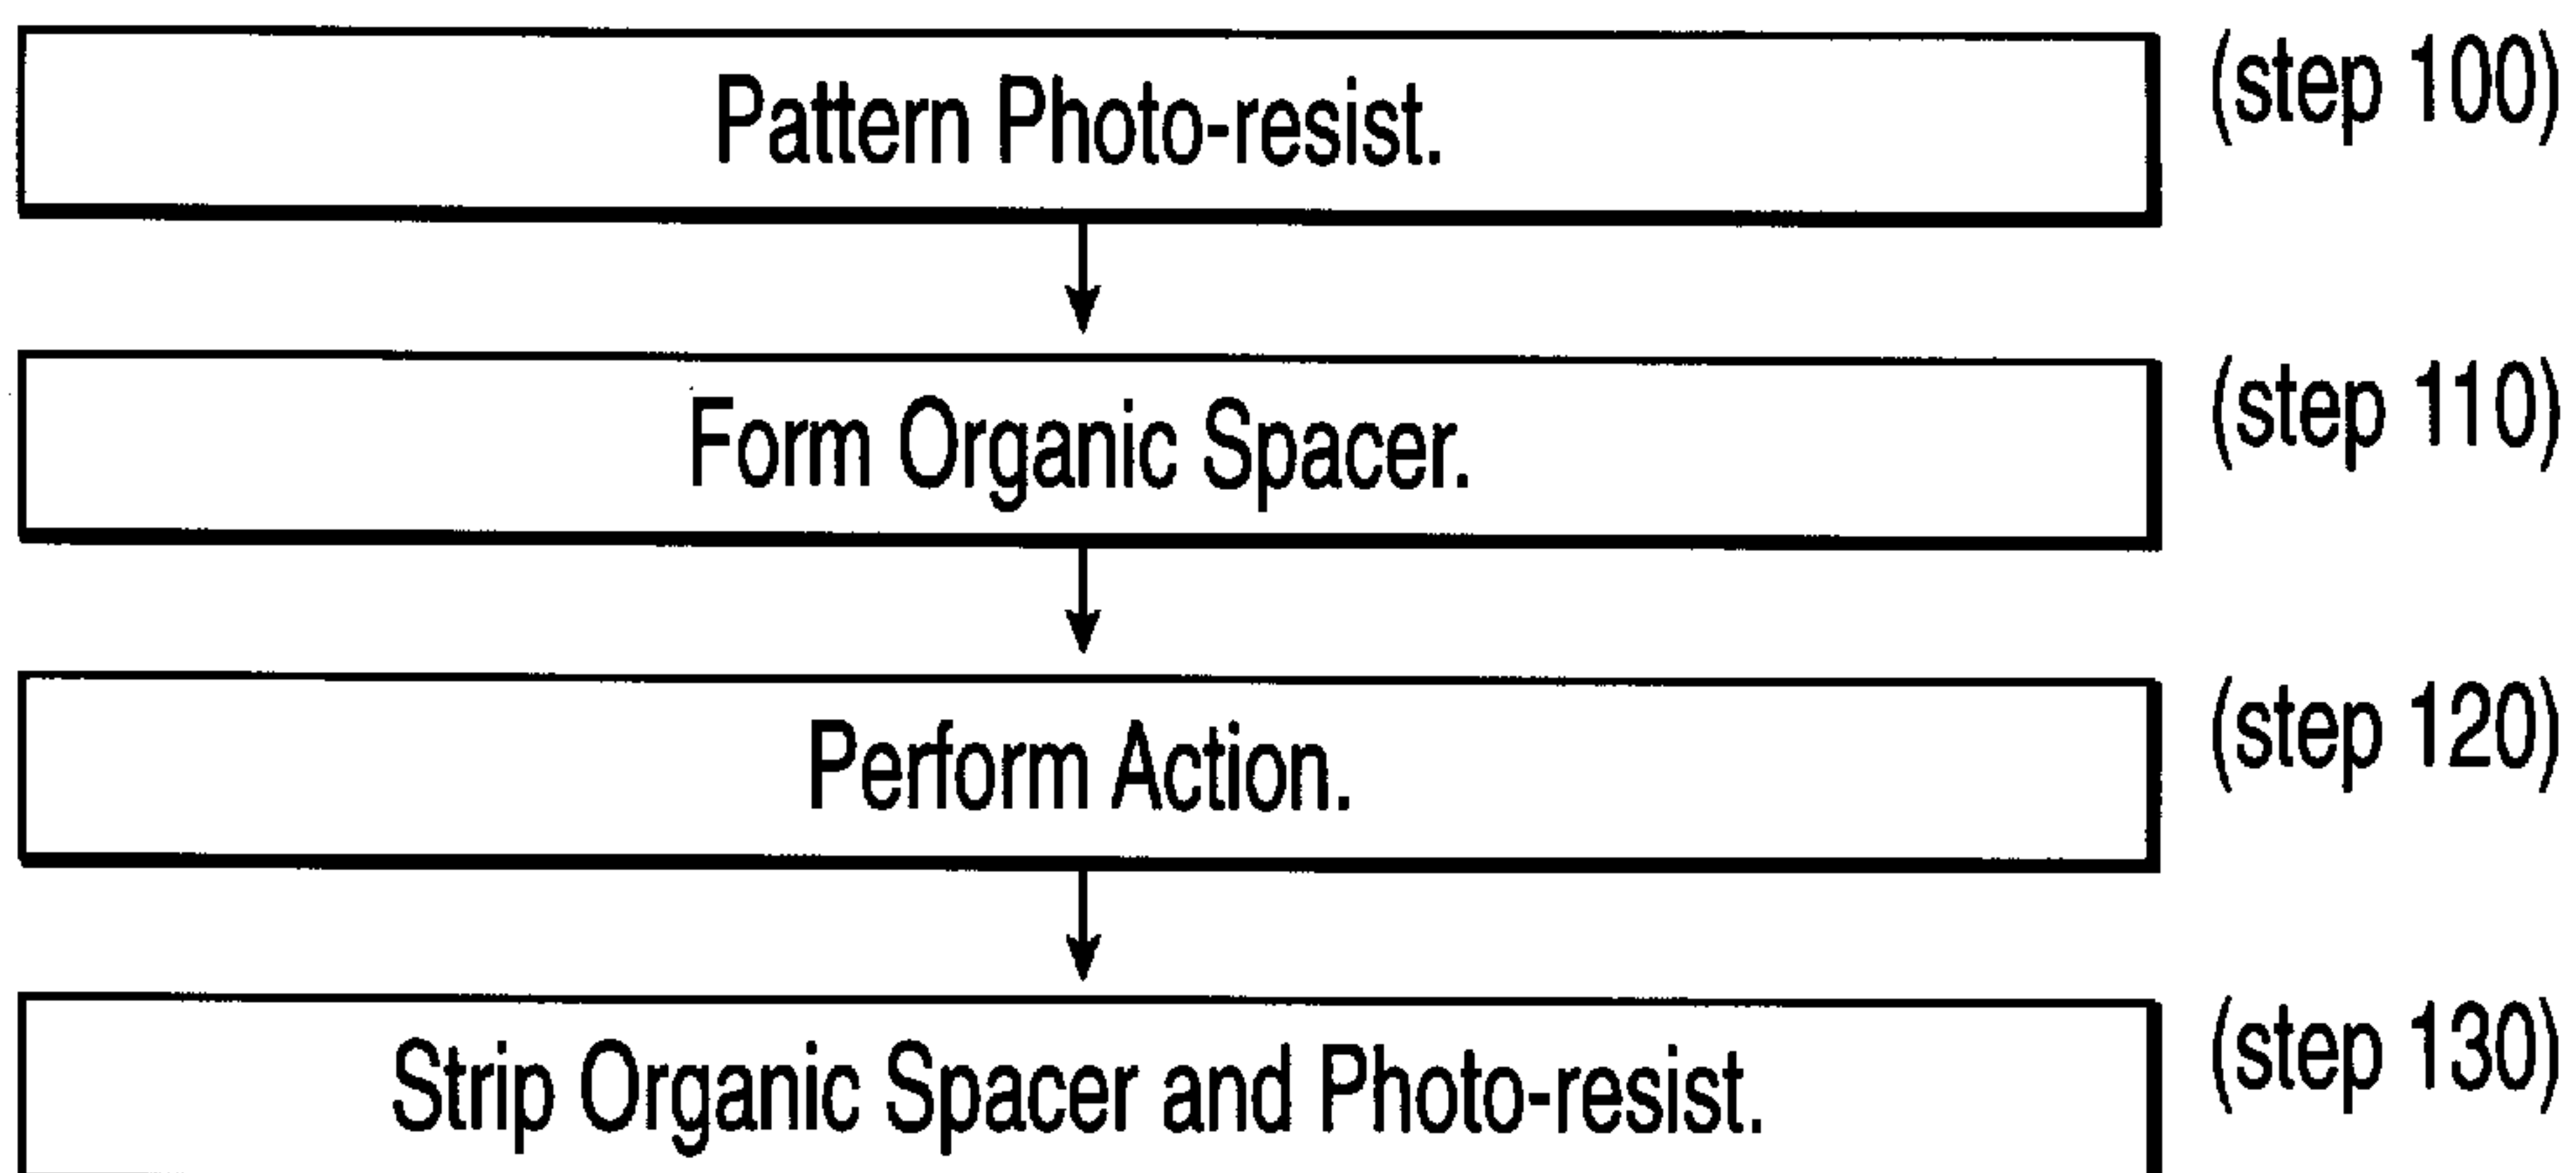 Pattern Photo-resist. (step 100)
Form Organic Spacer. (step 110)
Perform Action. (step 120)
Strip Organic Spacer and Photo-resist. (step 130)